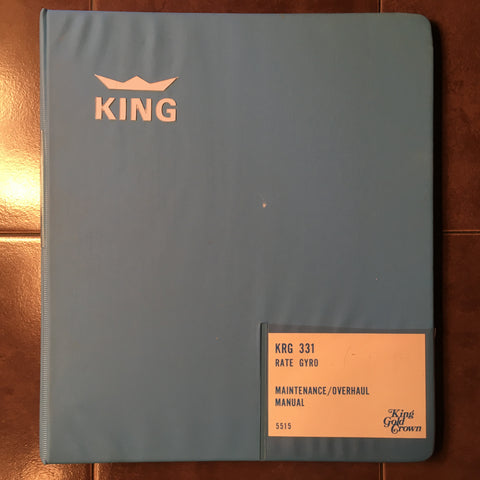 KING
KRG 331
RATE GYRO
MAINTENANCE/OVERHAUL
MANUAL
5515
King
Gold
Crown